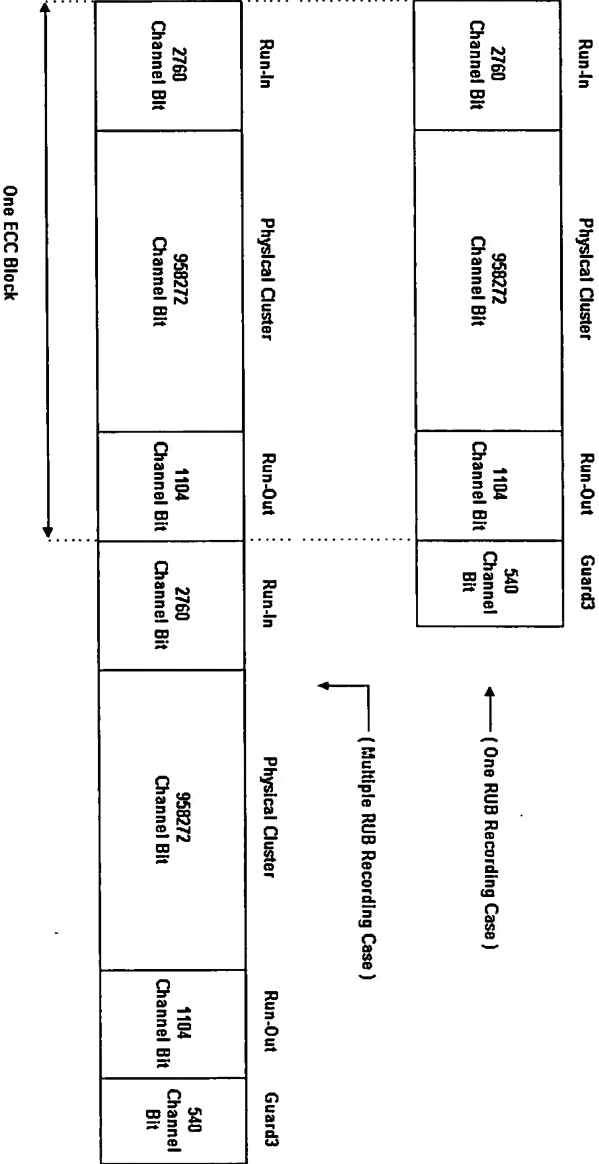 Run-In
Physical Cluster
Run-Out
Guard3
2760
Channel Bit
958272
Channel Bit
1104
Channel Bit
540
Channel
Bit
( One RUB Recording Case )
( Multiple RUB Recording Case )
Run-In
Physical Cluster
Run-Out
Run-In
Physical Cluster
Run-Out
Guard3
2760
Channel Bit
958272
Channel Bit
1104
Channel Bit
2760
Channel Bit
958272
Channel Bit
1104
Channel Bit
540
Channel
Bit
One ECC Block